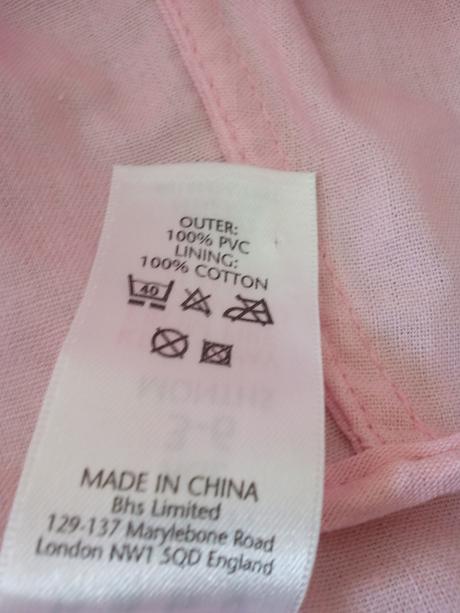 OUTER:
100% PVC
LINING:
100% COTTON
40
MADE IN CHINA
Bhs Limited
129-137 Marylebone Road
London NW1 5QD England